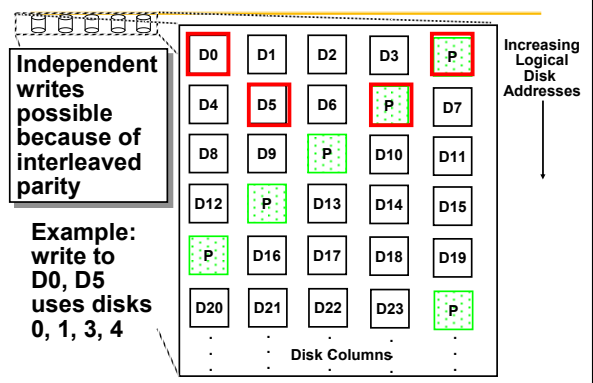 Independent
writes
possible
because of
interleaved
parity
Example:
write to
D0, D5
uses disks
0, 1, 3, 4
D0 D1 D2 D3 P
D4 D5 D6 P D7
D8 D9 P D10 D11
D12 P D13 D14 D15
P D16 D17 D18 D19
D20 D21 D22 D23 P
. . . . .
. . Disk Columns . .
. . . . .
Increasing
Logical
Disk
Addresses